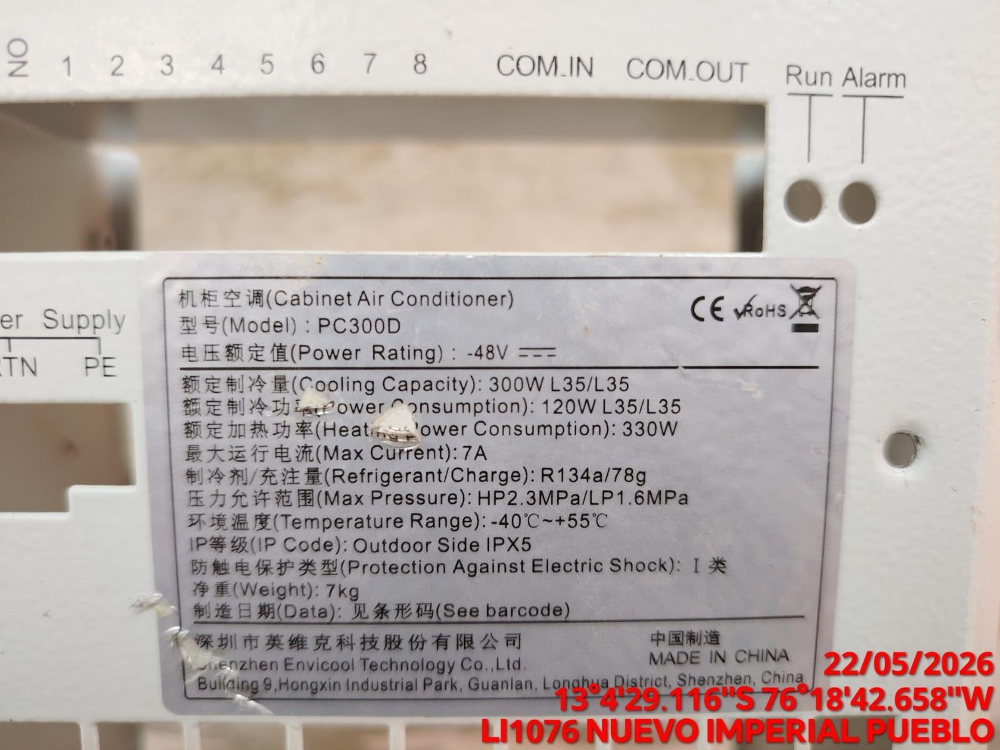 NO 1 2 3 4 5 6 7 8 COM_IN COM_OUT Run Alarm
Supply
PE
机柜空调(Cabinet Air Conditioner)
CE RoHS
型号(Model) : PC300D
电压额定值(Power Rating) : -48V
额定制冷量(Cooling Capacity): 300W L35/L35
额定制冷功率(Power Consumption): 120W L35/L35
额定加热功率(Heating Power Consumption): 330W
最大运行电流(Max Current): 7A
制冷剂/充注量(Refrigerant/Charge): R134a/78g
压力允许范围(Max Pressure): HP2.3MPa/LP1.6MPa
环境温度(Temperature Range): -40℃~+55℃
IP等级(IP Code): Outdoor Side IPX5
防触电保护类型(Protection Against Electric Shock): I 类
净重(Weight): 7kg
制造日期(Data): 见条形码(See barcode)
深圳市英维克科技股份有限公司
Shenzhen Envicool Technology Co.,Ltd.
Building 9,Hongxin Industrial Park, Guanlan, Longhua District, Shenzhen, China
中国制造
MADE IN CHINA
22/05/2026
13°4'29.116"S 76°18'42.658"W
LI1076 NUEVO IMPERIAL PUEBLO